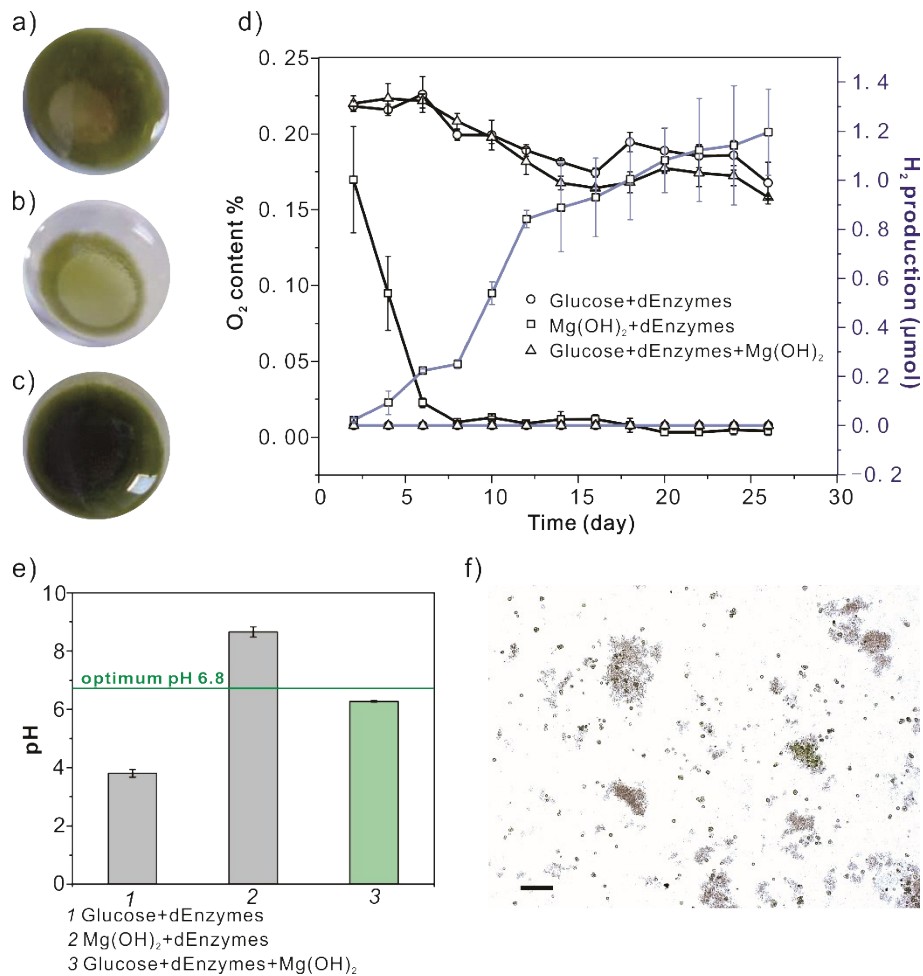 a)
b)
c)
d)
0. 25
0. 20
0. 15
0. 10
0. 05
0. 00
O₂ content %
1. 4
1. 2
1. 0
0. 8
0. 6
0. 4
0. 2
0. 0
−0. 2
H₂ production (μmol)
Glucose+dEnzymes
Mg(OH)₂+dEnzymes
Glucose+dEnzymes+Mg(OH)₂
0 5 10 15 20 25 30
Time (day)
e)
10
8
6
4
2
0
pH
optimum pH 6.8
1 2 3
1 Glucose+dEnzymes
2 Mg(OH)₂+dEnzymes
3 Glucose+dEnzymes+Mg(OH)₂
f)